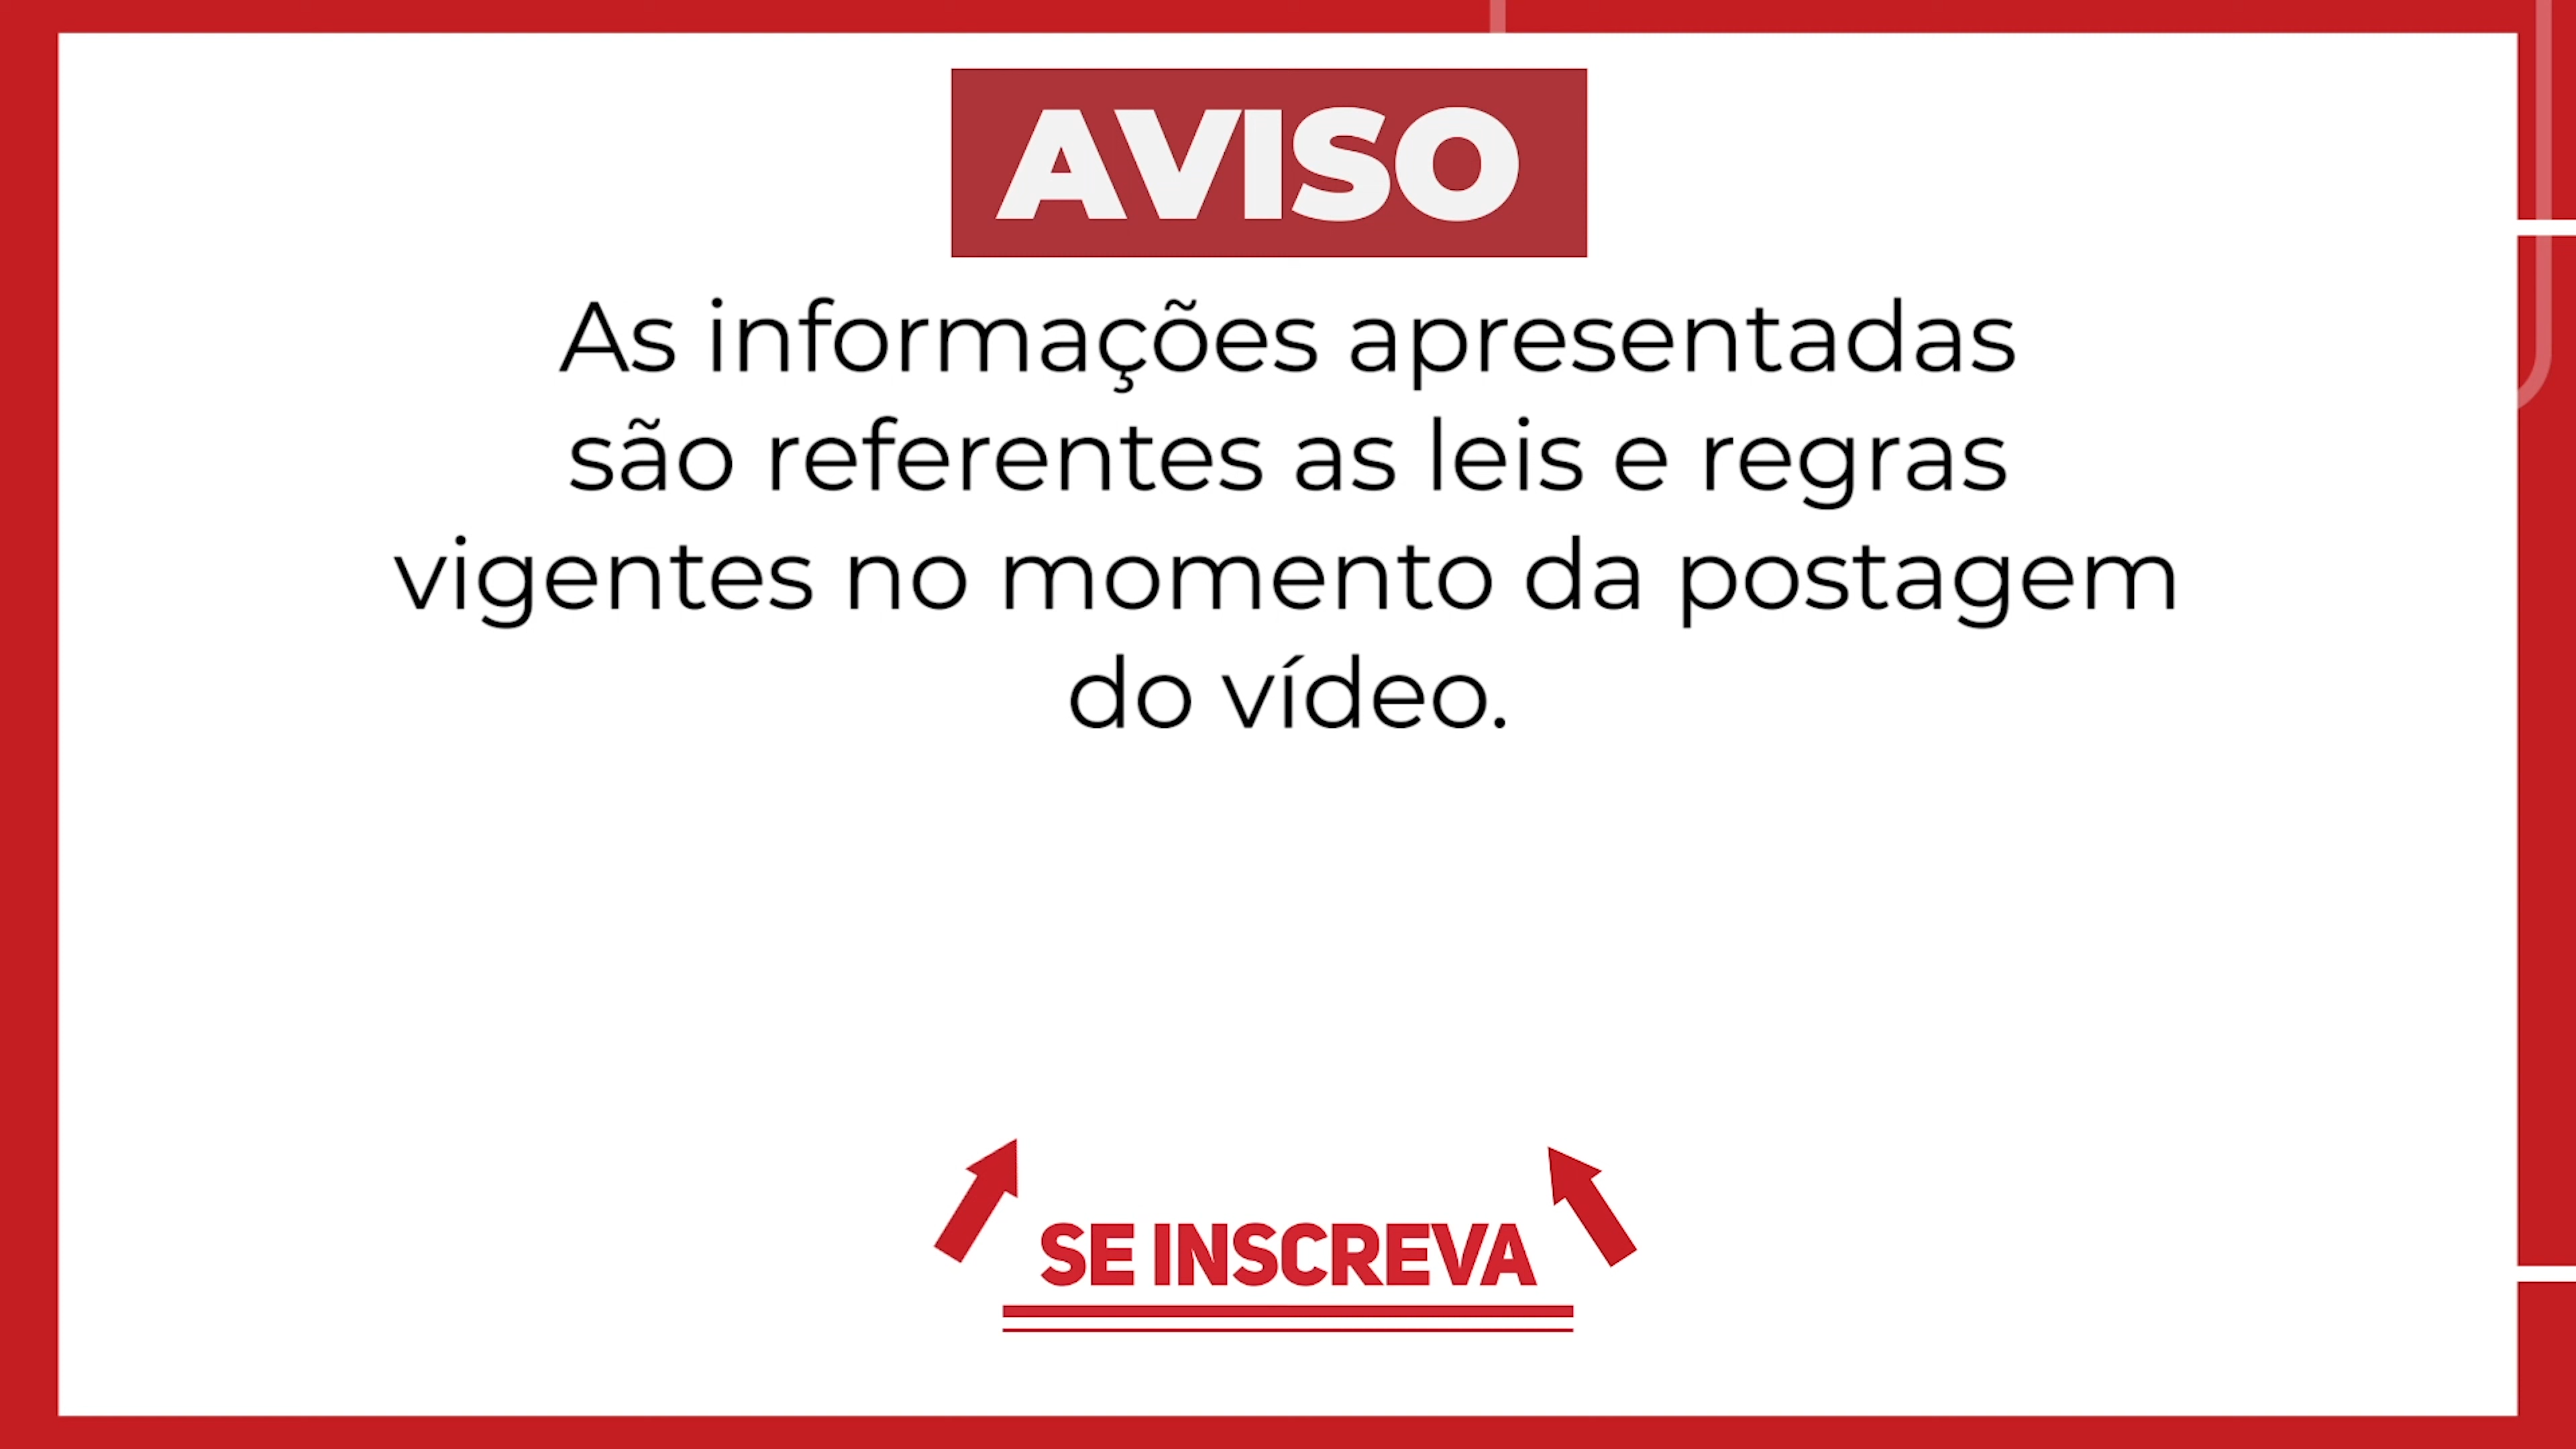 AVISO
As informações apresentadas
são referentes as leis e regras
vigentes no momento da postagem
do vídeo.
SE INSCREVA